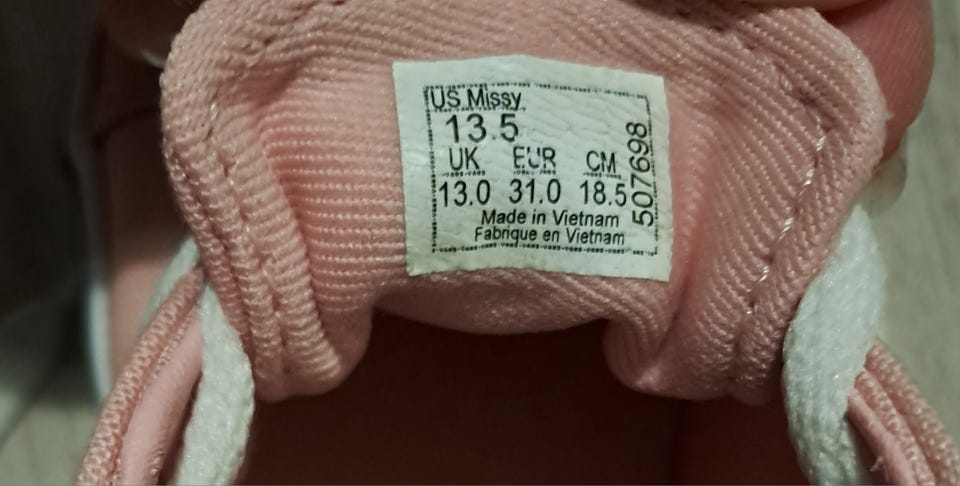 US Missy
13.5
UK EUR CM
13.0 31.0 18.5
Made in Vietnam
Fabrique en Vietnam
507698